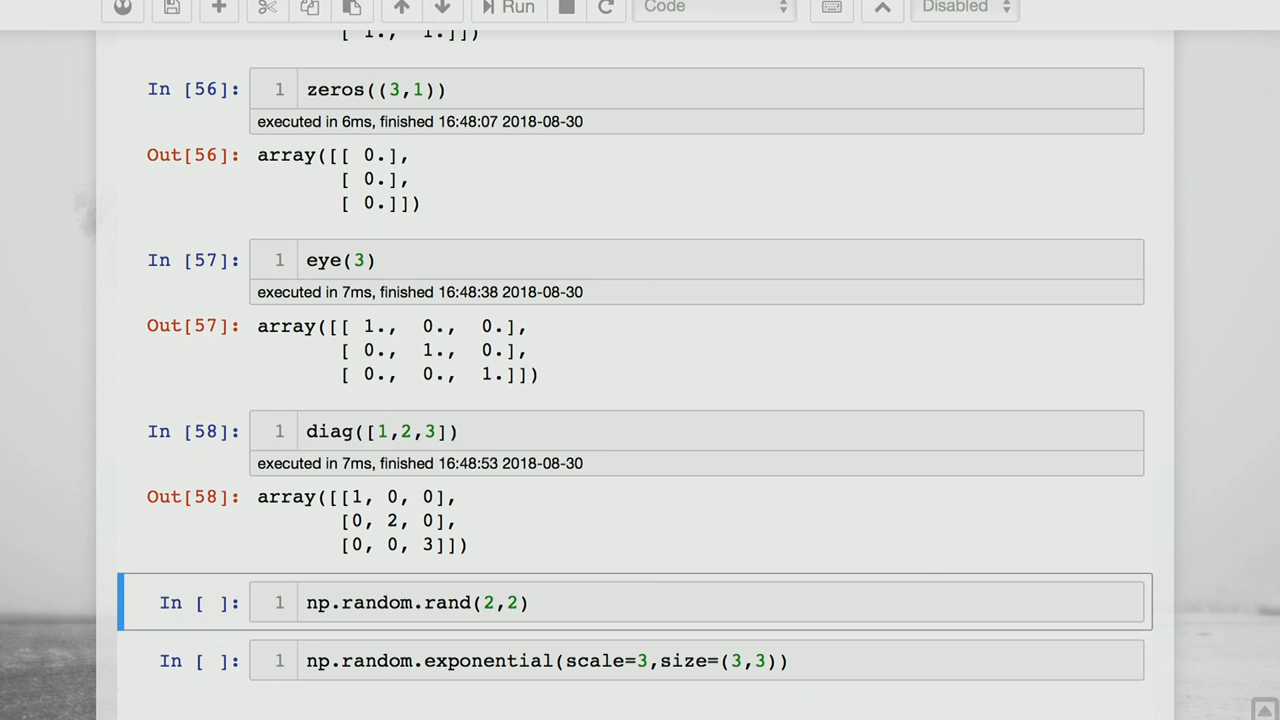 Run Code Disabled
[ 1., 1.]])
In [56]: 1 zeros((3,1))
executed in 6ms, finished 16:48:07 2018-08-30
Out[56]: array([[ 0.],
[ 0.],
[ 0.]])
In [57]: 1 eye(3)
executed in 7ms, finished 16:48:38 2018-08-30
Out[57]: array([[ 1., 0., 0.],
[ 0., 1., 0.],
[ 0., 0., 1.]])
In [58]: 1 diag([1,2,3])
executed in 7ms, finished 16:48:53 2018-08-30
Out[58]: array([[1, 0, 0],
[0, 2, 0],
[0, 0, 3]])
In [ ]: 1 np.random.rand(2,2)
In [ ]: 1 np.random.exponential(scale=3,size=(3,3))